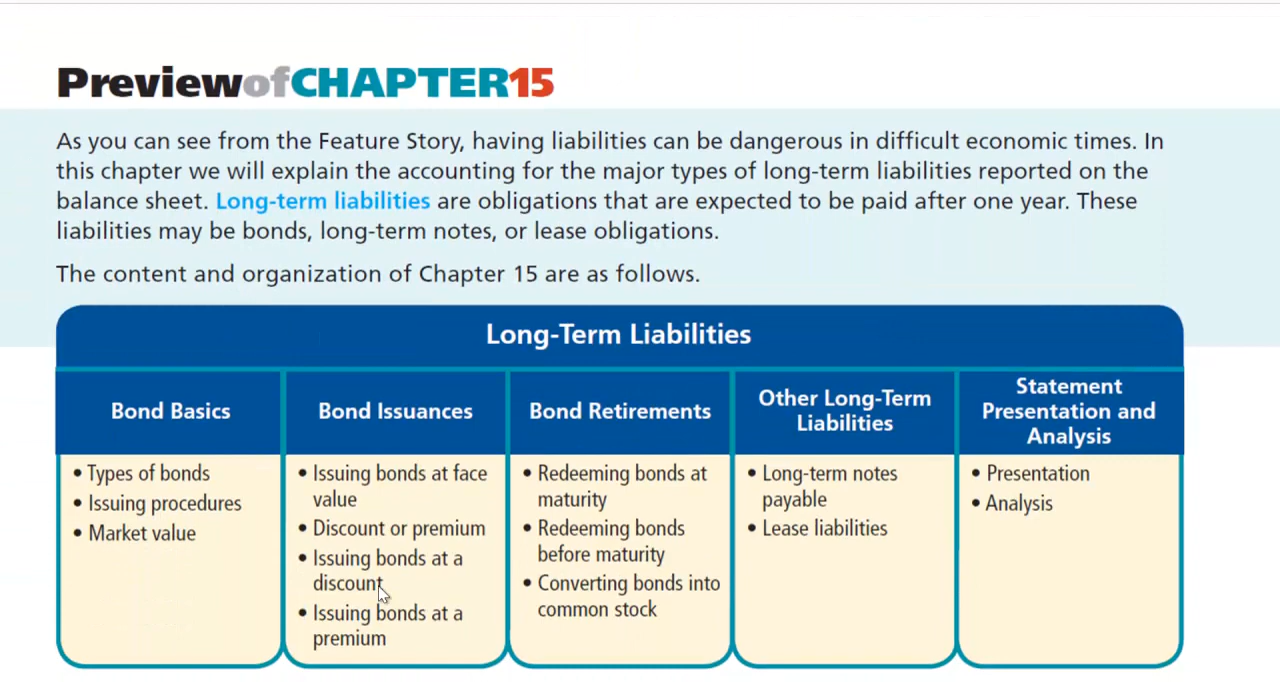 PreviewofCHAPTER15
As you can see from the Feature Story, having liabilities can be dangerous in difficult economic times. In
this chapter we will explain the accounting for the major types of long-term liabilities reported on the
balance sheet. Long-term liabilities are obligations that are expected to be paid after one year. These
liabilities may be bonds, long-term notes, or lease obligations.
The content and organization of Chapter 15 are as follows.
Long-Term Liabilities
Bond Basics
• Types of bonds
• Issuing procedures
• Market value
Bond Issuances
• Issuing bonds at face
value
• Discount or premium
• Issuing bonds at a
discount
• Issuing bonds at a
premium
Bond Retirements
• Redeeming bonds at
maturity
• Redeeming bonds
before maturity
• Converting bonds into
common stock
Other Long-Term
Liabilities
• Long-term notes
payable
• Lease liabilities
Statement
Presentation and
Analysis
• Presentation
• Analysis